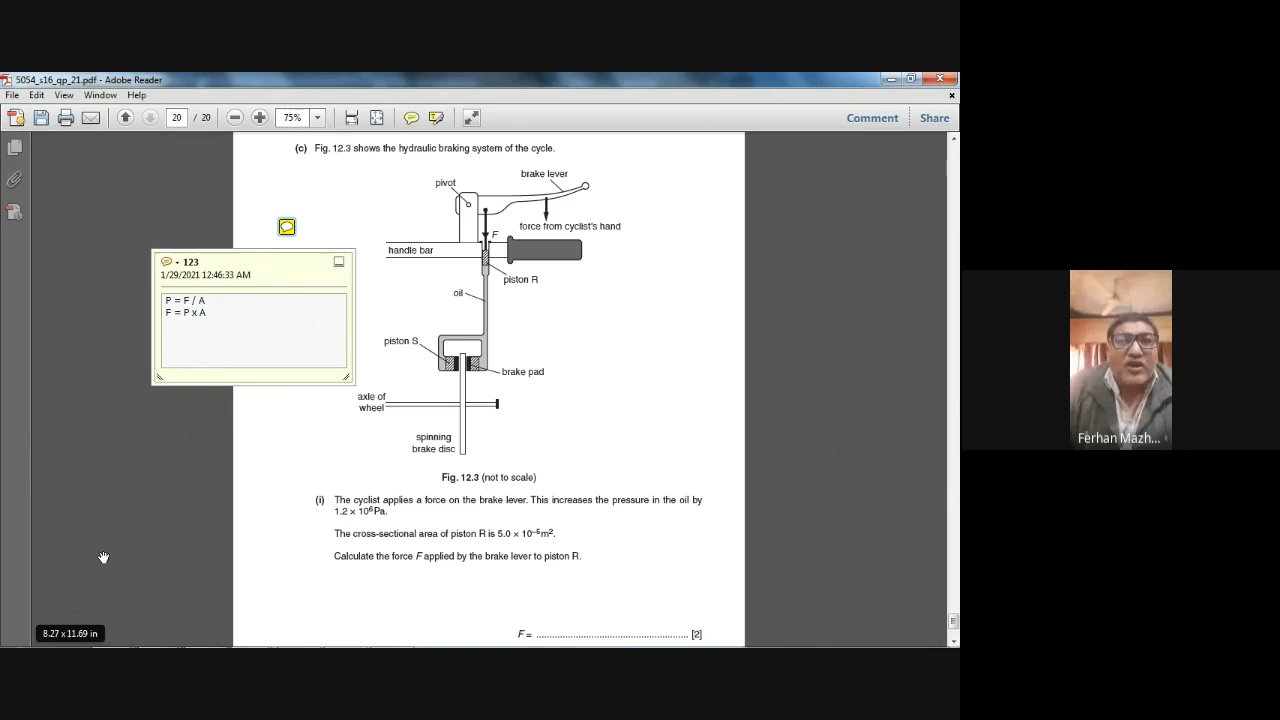 5054_s16_qp_21.pdf - Adobe Reader
File Edit View Window Help
20 / 20
75%
Comment
Share
(c) Fig. 12.3 shows the hydraulic braking system of the cycle.
brake lever
pivot
force from cyclist's hand
F
handle bar
piston R
oil
piston S
brake pad
axle of
wheel
spinning
brake disc
Fig. 12.3 (not to scale)
(i) The cyclist applies a force on the brake lever. This increases the pressure in the oil by
1.2 × 10⁶ Pa.
The cross-sectional area of piston R is 5.0 × 10⁻⁵ m².
Calculate the force F applied by the brake lever to piston R.
F = ............................................................ [2]
123
1/29/2021 12:46:33 AM
P = F / A
F = P x A
8.27 x 11.69 in
Ferhan Mazh...